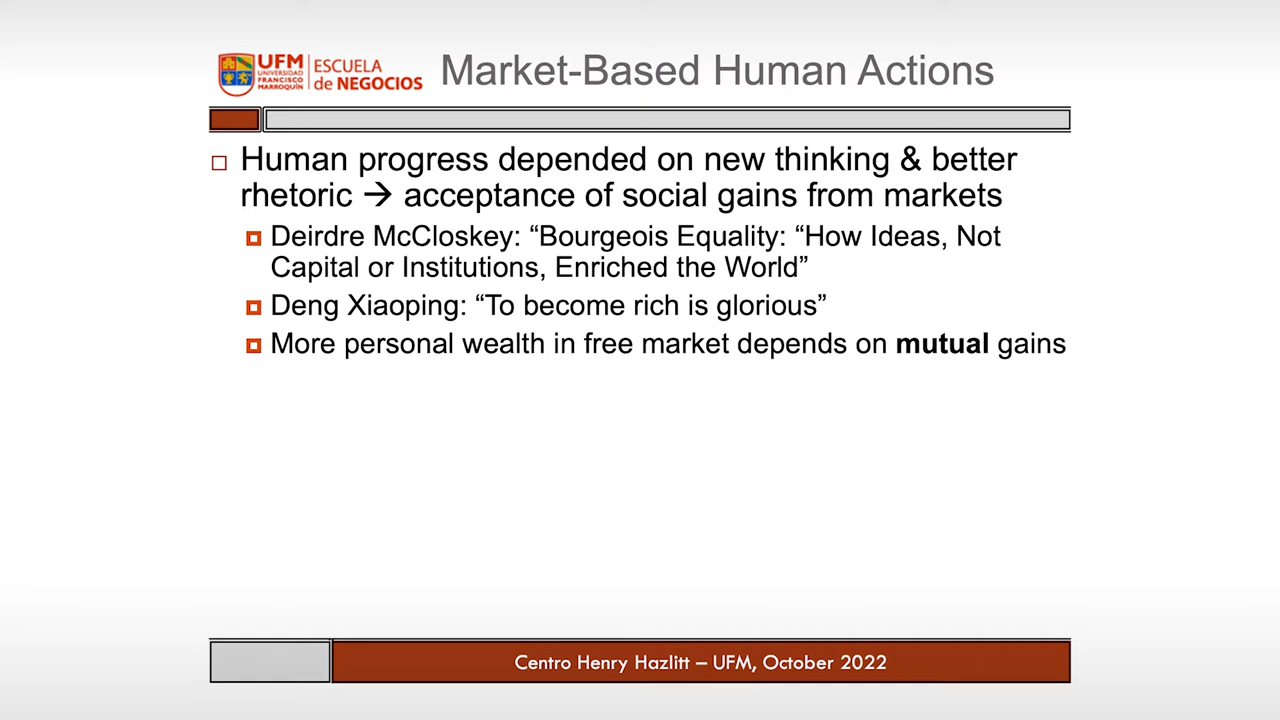 UFM
UNIVERSIDAD
FRANCISCO
MARROQUÍN
ESCUELA
de NEGOCIOS
Market-Based Human Actions
Human progress depended on new thinking & better
rhetoric → acceptance of social gains from markets
Deirdre McCloskey: “Bourgeois Equality: “How Ideas, Not
Capital or Institutions, Enriched the World”
Deng Xiaoping: “To become rich is glorious”
More personal wealth in free market depends on mutual gains
Centro Henry Hazlitt – UFM, October 2022